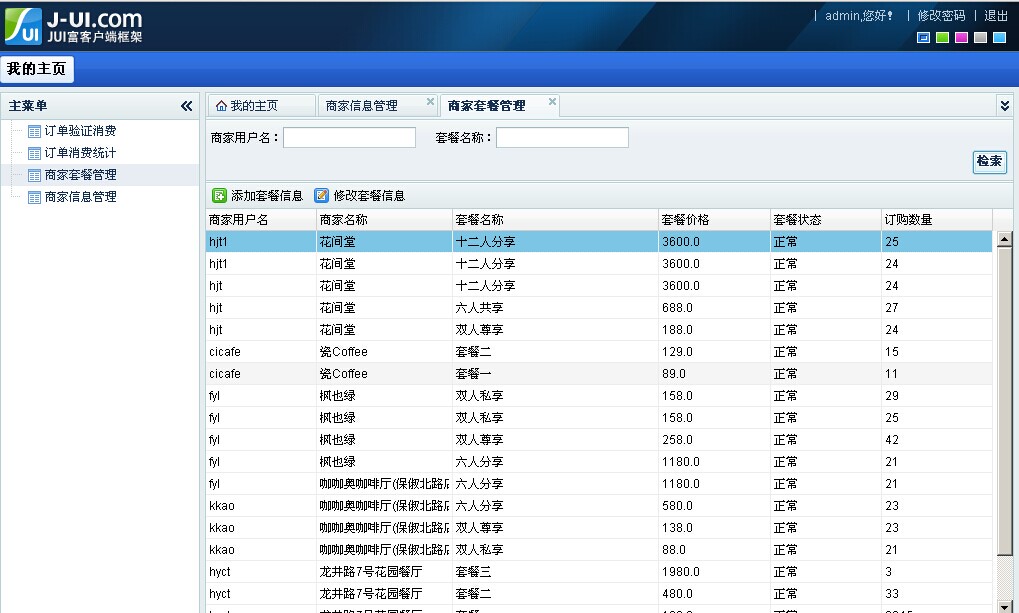 J-UI.com
JUI富客户端框架
admin,您好! | 修改密码 | 退出
我的主页
主菜单
订单验证消费
订单消费统计
商家套餐管理
商家信息管理
我的主页 商家信息管理 商家套餐管理
商家用户名： 套餐名称：
检索
添加套餐信息 修改套餐信息
商家用户名 商家名称 套餐名称 套餐价格 套餐状态 订购数量
hjt1 花间堂 十二人分享 3600.0 正常 25
hjt1 花间堂 十二人分享 3600.0 正常 24
hjt 花间堂 十二人分享 3600.0 正常 24
hjt 花间堂 六人共享 688.0 正常 27
hjt 花间堂 双人尊享 188.0 正常 24
cicafe 瓷Coffee 套餐二 129.0 正常 15
cicafe 瓷Coffee 套餐一 89.0 正常 11
fyl 枫也绿 双人私享 158.0 正常 29
fyl 枫也绿 双人私享 158.0 正常 25
fyl 枫也绿 双人尊享 258.0 正常 42
fyl 枫也绿 六人分享 1180.0 正常 21
fyl 咖咖奥咖啡厅(保俶北路店 六人分享 1180.0 正常 21
kkao 咖咖奥咖啡厅(保俶北路店 六人分享 580.0 正常 23
kkao 咖咖奥咖啡厅(保俶北路店 双人尊享 138.0 正常 23
kkao 咖咖奥咖啡厅(保俶北路店 双人私享 88.0 正常 21
hyct 龙井路7号花园餐厅 套餐三 1980.0 正常 3
hyct 龙井路7号花园餐厅 套餐二 480.0 正常 33